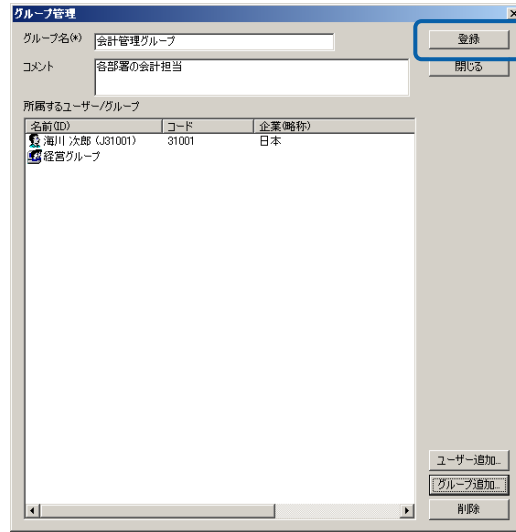 グループ管理
グループ名(*) 会計管理グループ 登録
コメント 各部署の会計担当 閉じる
所属するユーザー/グループ
名前(ID) コード 企業(略称)
海川 次郎 (J31001) 31001 日本
経営グループ
ユーザー追加...
グループ追加...
削除